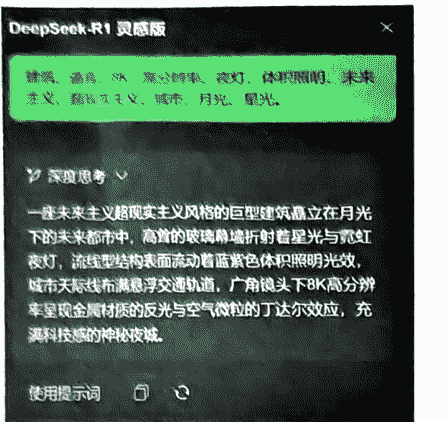 DeepSeek-R1 灵感版
建筑、逼真、8K、高分辨率、夜灯、体积照明、未来
主义、超现实主义、城市、月光、星光。
深度思考
一座未来主义超现实主义风格的巨型建筑矗立在月光
下的未来都市中，高耸的玻璃幕墙折射着星光与霓虹
夜灯，流线型结构表面流动着蓝紫色体积照明光效，
城市天际线布满悬浮交通轨道，广角镜头下8K高分辨
率呈现金属材质的反光与空气微粒的丁达尔效应，充
满科技感的神秘夜城。
使用提示词